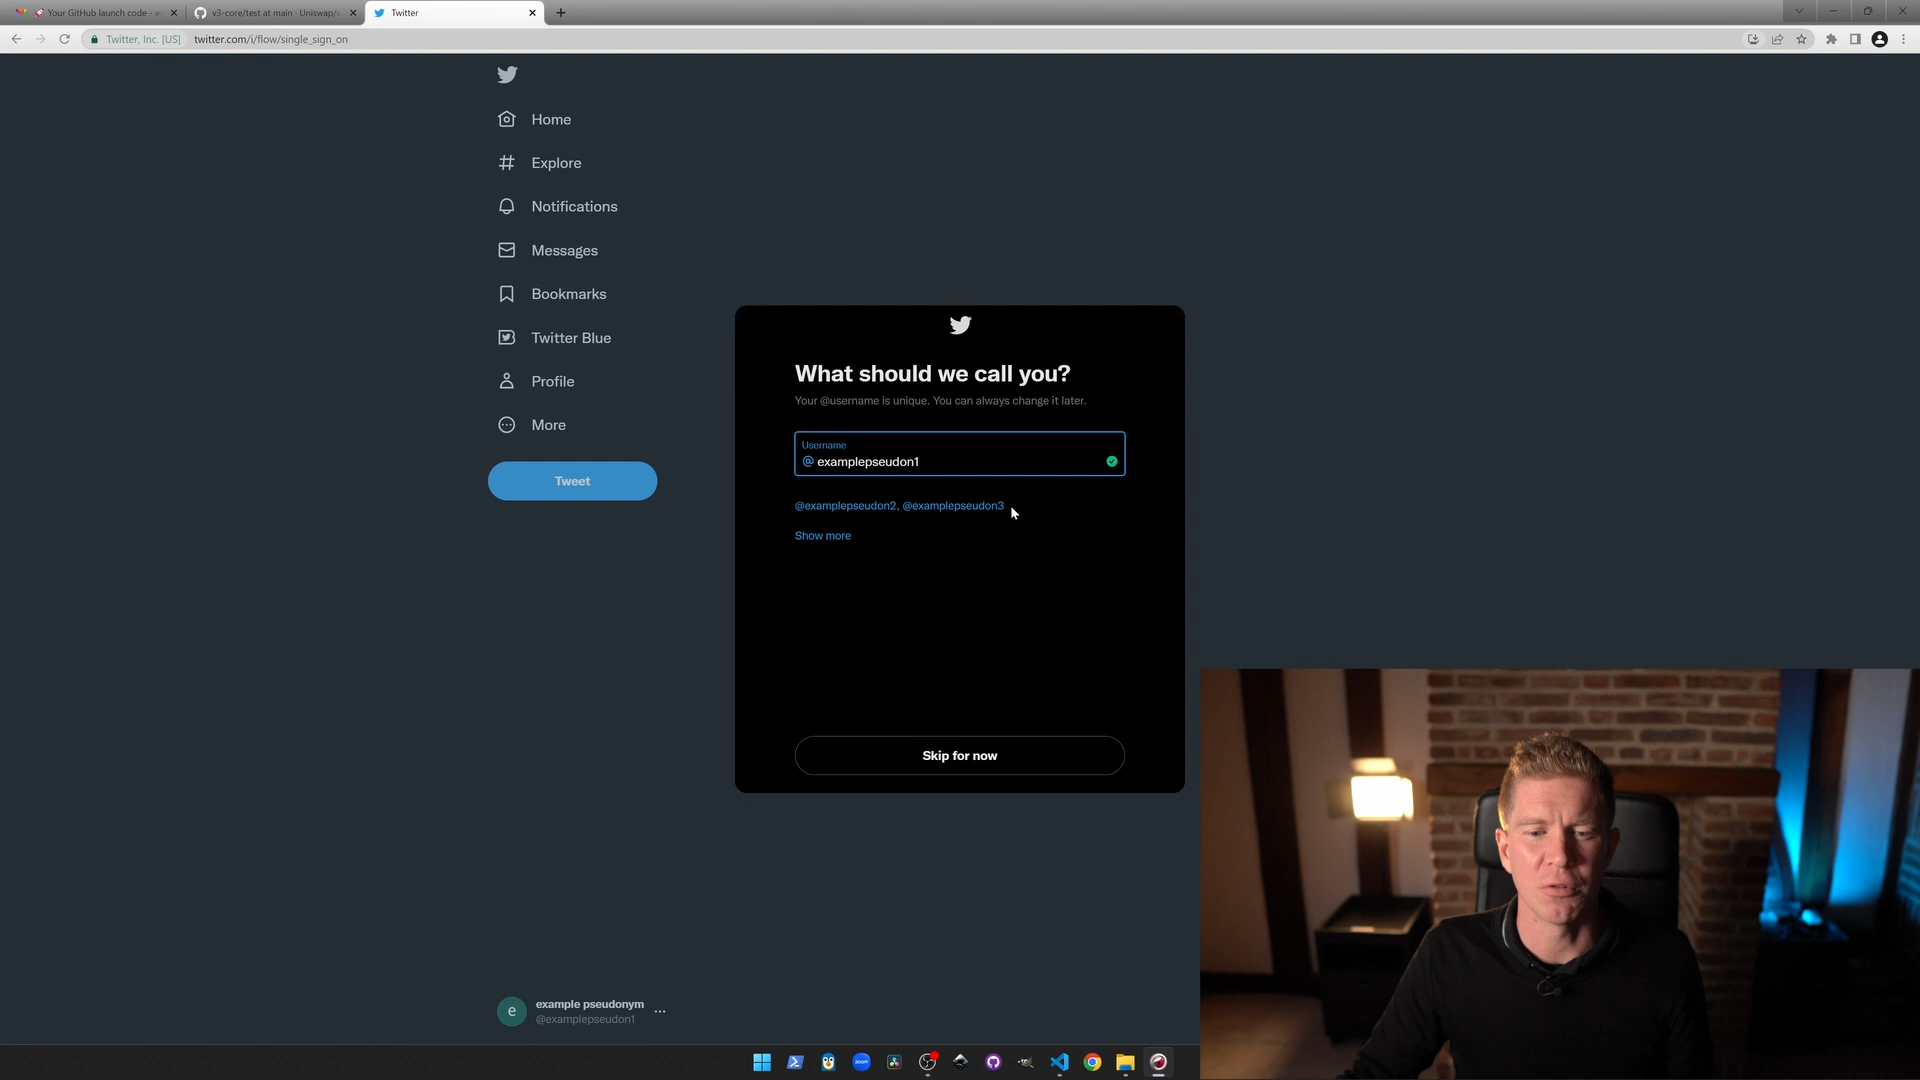 🚀 Your GitHub launch code - e
v3-core/test at main · Uniswap/v
Twitter
Twitter, Inc. [US]
twitter.com/i/flow/single_sign_on
Home
Explore
Notifications
Messages
Bookmarks
Twitter Blue
Profile
More
Tweet
What should we call you?
Your @username is unique. You can always change it later.
Username
@ examplepseudon1
@examplepseudon2, @examplepseudon3
Show more
Skip for now
e
example pseudonym
@examplepseudon1
zoom